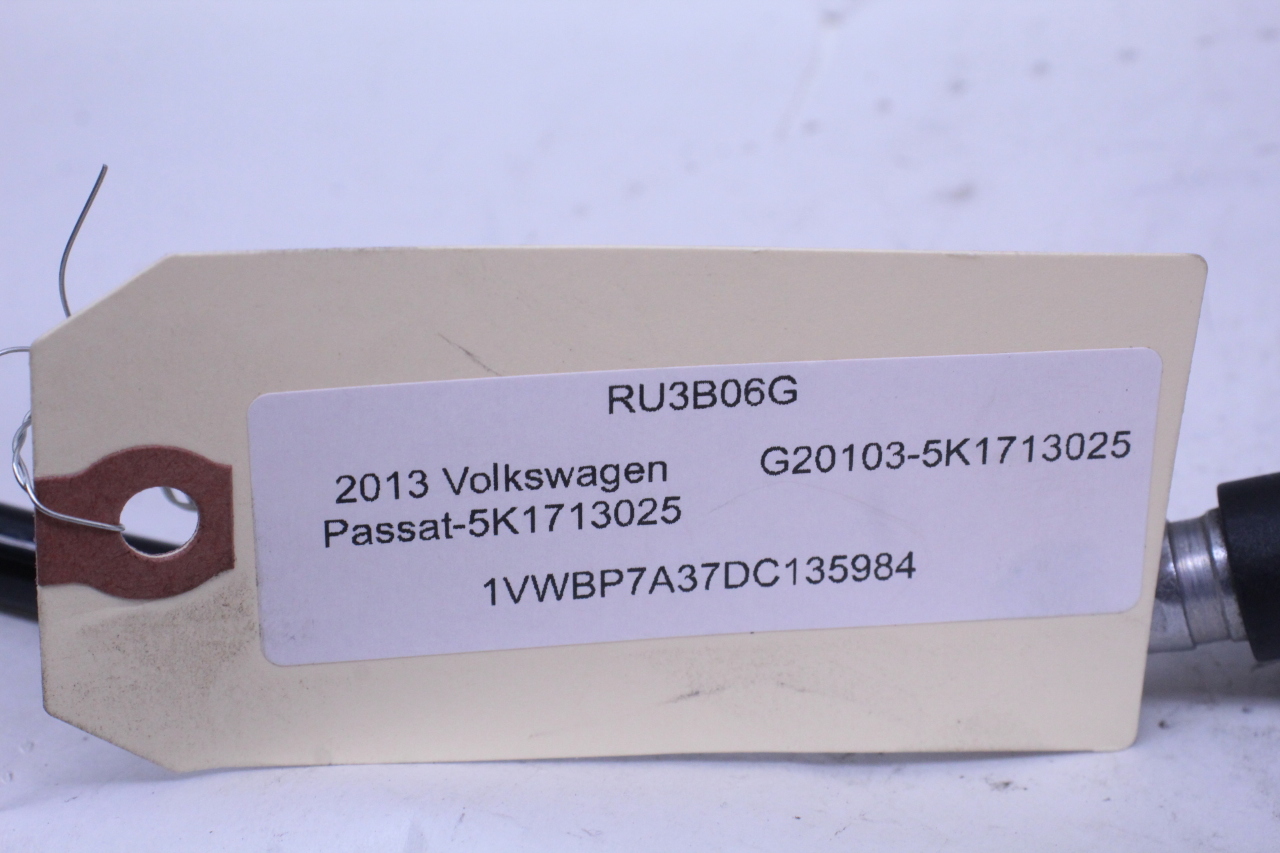 RU3B06G
2013 Volkswagen
Passat-5K1713025
G20103-5K1713025
1VWBP7A37DC135984